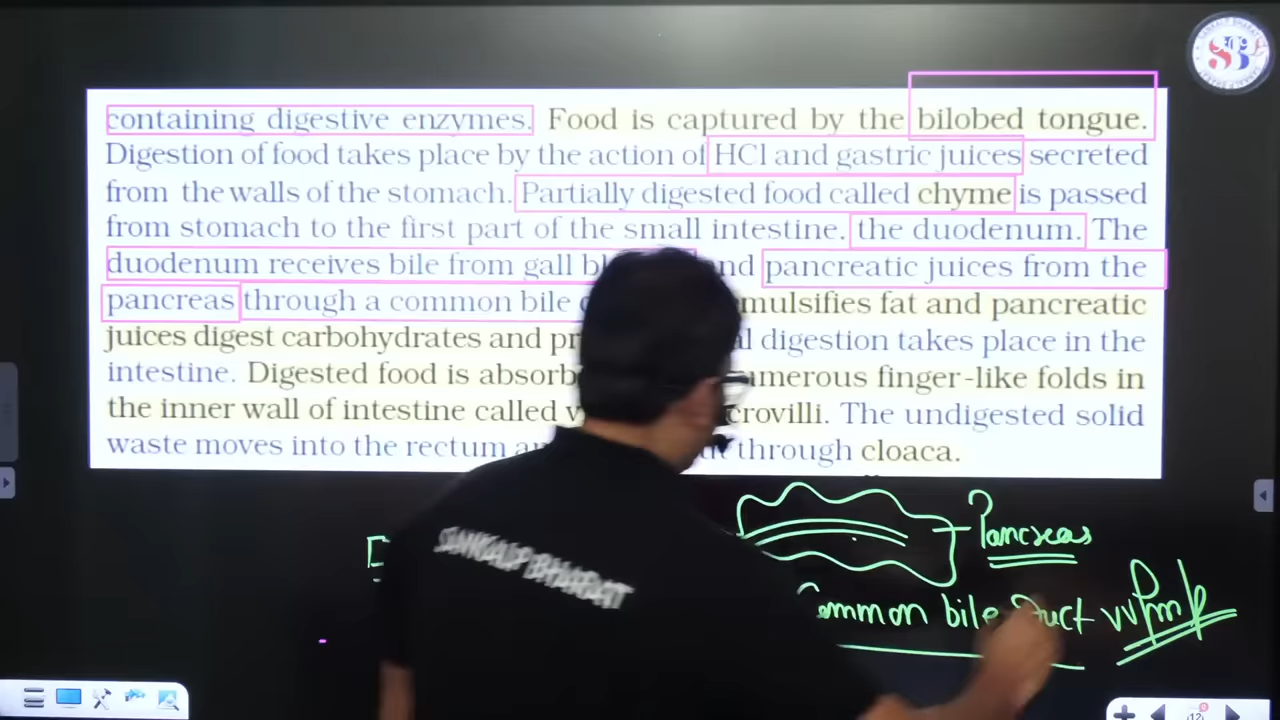 containing digestive enzymes. Food is captured by the bilobed tongue.
Digestion of food takes place by the action of HCl and gastric juices secreted
from the walls of the stomach. Partially digested food called chyme is passed
from stomach to the first part of the small intestine, the duodenum. The
duodenum receives bile from gall and pancreatic juices from the
pancreas through a common bile mulsifies fat and pancreatic
juices digest carbohydrates and digestion takes place in the
intestine. Digested food is finger-like folds in
the inner wall of intestine called crovilli. The undigested solid
waste moves into the rectum through cloaca.
Pancreas
Common bile Duct
SANKALP BHARAT
SB
12